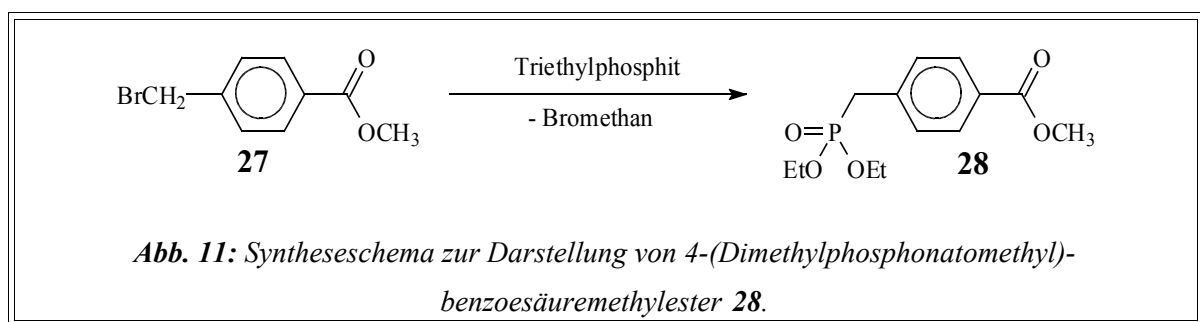 Triethylphosphit
- Bromethan
BrCH2
O
OCH3
27
O=P
EtO
OEt
O
OCH3
28
Abb. 11: Syntheseschema zur Darstellung von 4-(Dimethylphosphonatomethyl)-
benzoesäuremethylester 28.